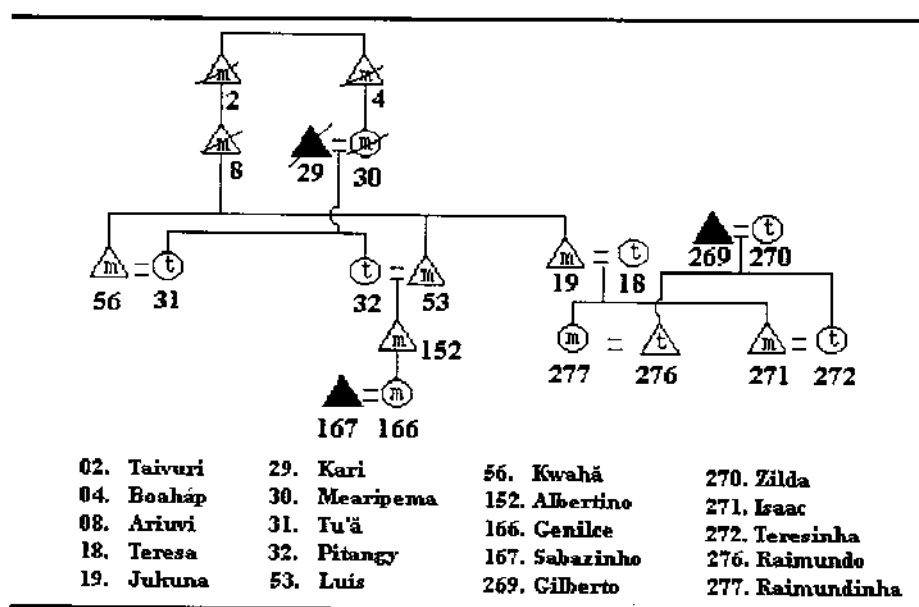 m m
2 4
m m
8 29 30
m t t m m t t
56 31 32 53 19 18 269 270
m m t m t
152 277 276 271 272
m
167 166
02. Taivuri
04. Boaháp
08. Ariuvi
18. Teresa
19. Jukuna
29. Kari
30. Mearipema
31. Tu'ã
32. Pitangy
53. Luis
56. Kwahã
152. Albertino
166. Genilce
167. Sabazinho
269. Gilberto
270. Zilda
271. Isaac
272. Teresinha
276. Raimundo
277. Raimundinha